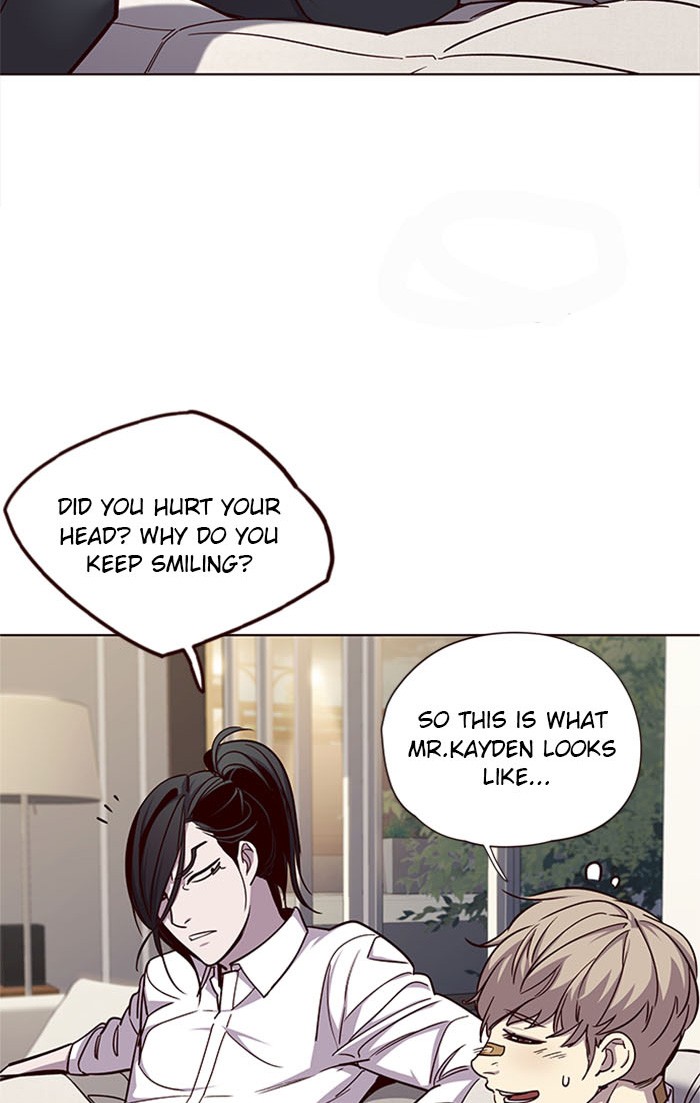 DID YOU HURT YOUR
HEAD? WHY DO YOU
KEEP SMILING?
SO THIS IS WHAT
MR.KAYDEN LOOKS
LIKE...